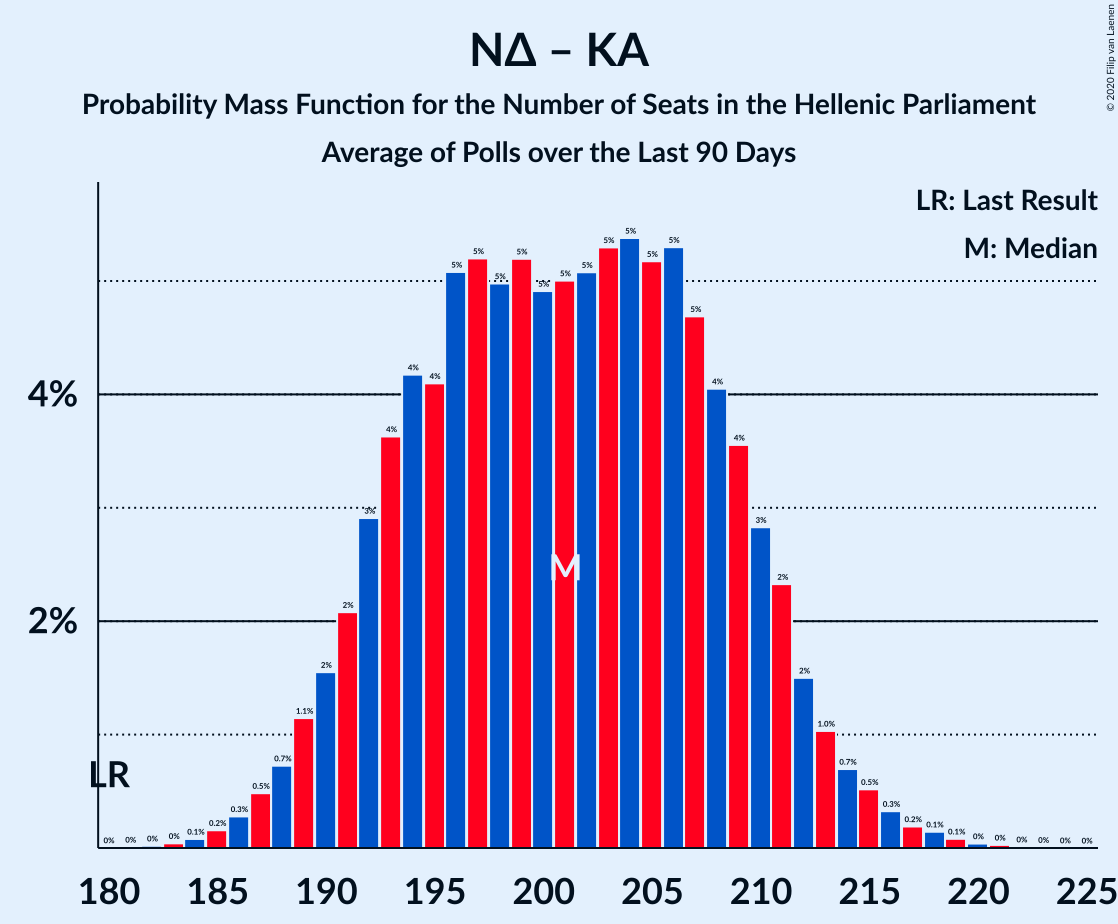 ΝΔ – ΚΑ
Probability Mass Function for the Number of Seats in the Hellenic Parliament
Average of Polls over the Last 90 Days
© 2020 Filip van Laenen
LR: Last Result
M: Median
4%
2%
LR
M
0% 0% 0% 0% 0.1% 0.2% 0.3% 0.5% 0.7% 1.1% 2% 2% 3% 4% 4% 4% 5% 5% 5% 5% 5% 5% 5% 5% 5% 5% 5% 5% 4% 4% 3% 2% 2% 1.0% 0.7% 0.5% 0.3% 0.2% 0.1% 0.1% 0% 0% 0% 0% 0% 0%
180 185 190 195 200 205 210 215 220 225